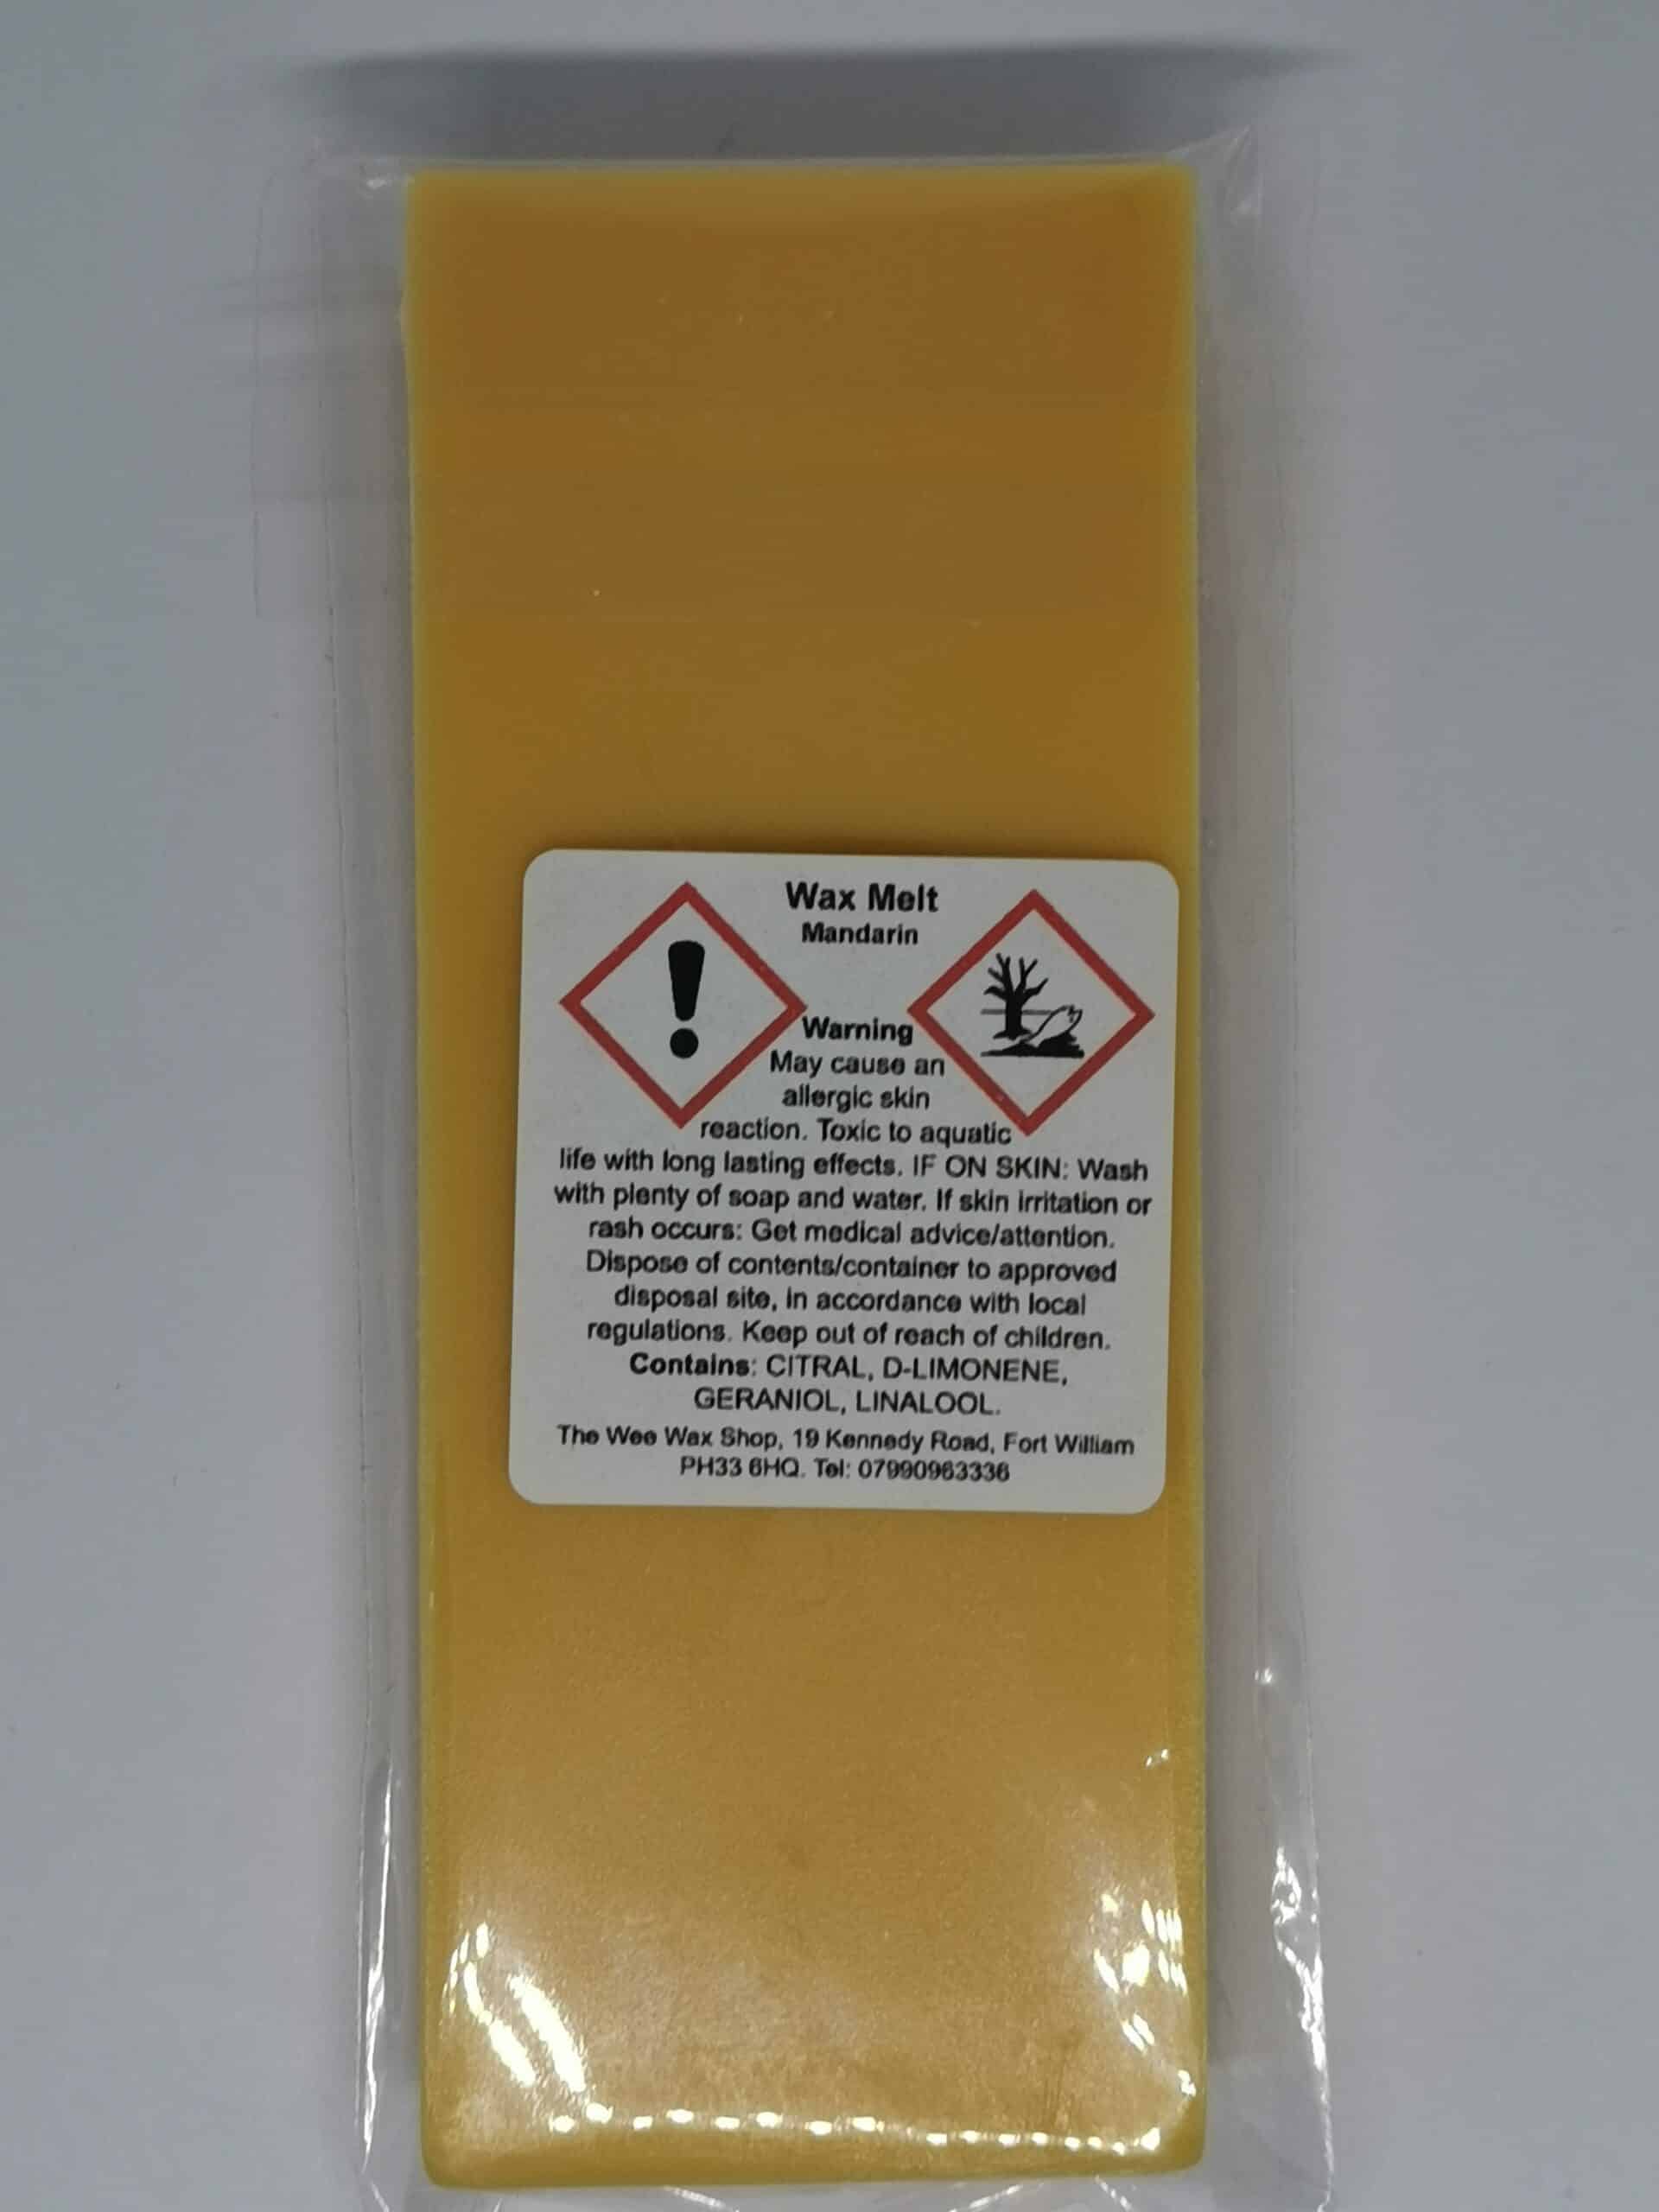 Wax Melt
Mandarin
Warning
May cause an
allergic skin
reaction. Toxic to aquatic
life with long lasting effects. IF ON SKIN: Wash
with plenty of soap and water. If skin irritation or
rash occurs: Get medical advice/attention.
Dispose of contents/container to approved
disposal site, in accordance with local
regulations. Keep out of reach of children.
Contains: CITRAL, D-LIMONENE,
GERANIOL, LINALOOL.
The Wee Wax Shop, 19 Kennedy Road, Fort William
PH33 6HQ. Tel: 07990963336